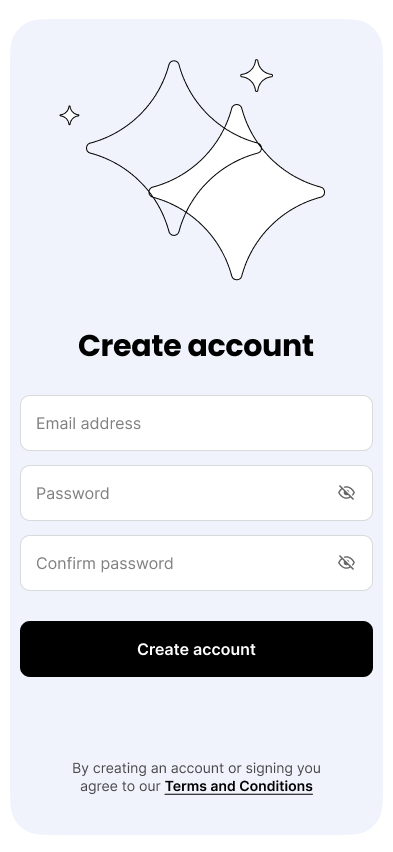 Create account
Email address
Password
Confirm password
Create account
By creating an account or signing you
agree to our Terms and Conditions